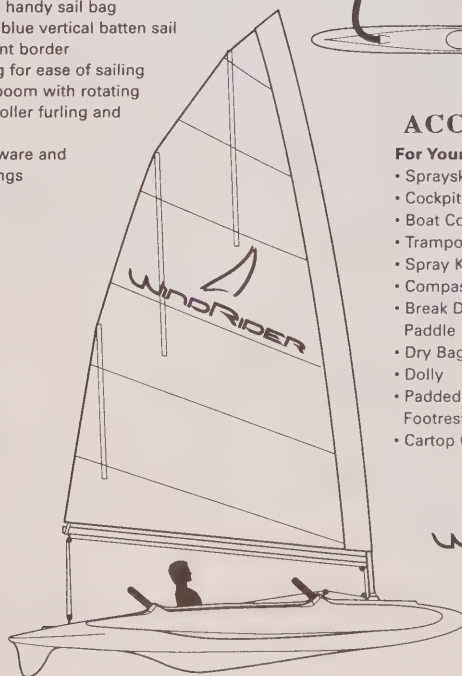 handy sail bag
blue vertical batten sail
nt border
g for ease of sailing
boom with rotating
oller furling and
ware and
ngs
WINDRIDER
ACC
For Your
• Spraysk
• Cockpit
• Boat Co
• Trampo
• Spray K
• Compas
• Break D
Paddle
• Dry Bag
• Dolly
• Padded
Footrest
• Cartop